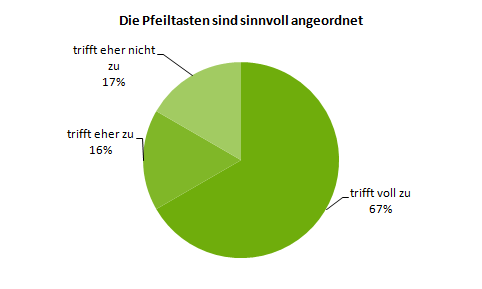 Die Pfeiltasten sind sinnvoll angeordnet
trifft eher nicht
zu
17%
trifft eher zu
16%
trifft voll zu
67%